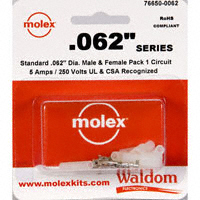 76650-0062
molex®
RoHS
COMPLIANT
.062" SERIES
Standard .062" Dia. Male & Female Pack 1 Circuit
5 Amps / 250 Volts UL & CSA Recognized
molex
www.molexkits.com
Waldom
ELECTRONICS